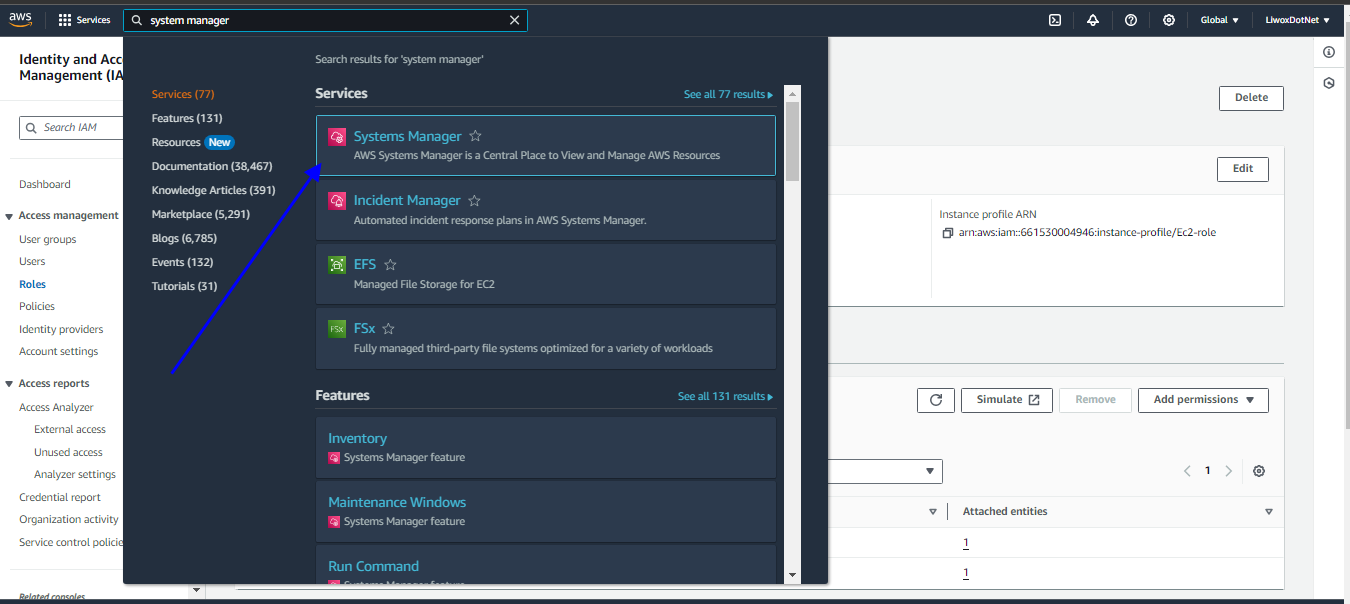 aws
Services
system manager
Global
LiwoxDotNet
Identity and Acc
Management (IA
Search IAM
Dashboard
Access management
User groups
Users
Roles
Policies
Identity providers
Account settings
Access reports
Access Analyzer
External access
Unused access
Analyzer settings
Credential report
Organization activity
Service control policie
Related consoles
Services (77)
Features (131)
Resources New
Documentation (38,467)
Knowledge Articles (391)
Marketplace (5,291)
Blogs (6,785)
Events (132)
Tutorials (31)
Search results for 'system manager'
Services
See all 77 results
Systems Manager
AWS Systems Manager is a Central Place to View and Manage AWS Resources
Incident Manager
Automated incident response plans in AWS Systems Manager.
EFS
Managed File Storage for EC2
FSx
FSx
Fully managed third-party file systems optimized for a variety of workloads
Features
See all 131 results
Inventory
Systems Manager feature
Maintenance Windows
Systems Manager feature
Run Command
Systems Manager feature
Delete
Edit
Instance profile ARN
arn:aws:iam::661530004946:instance-profile/Ec2-role
Simulate
Remove
Add permissions
1
Attached entities
1
1